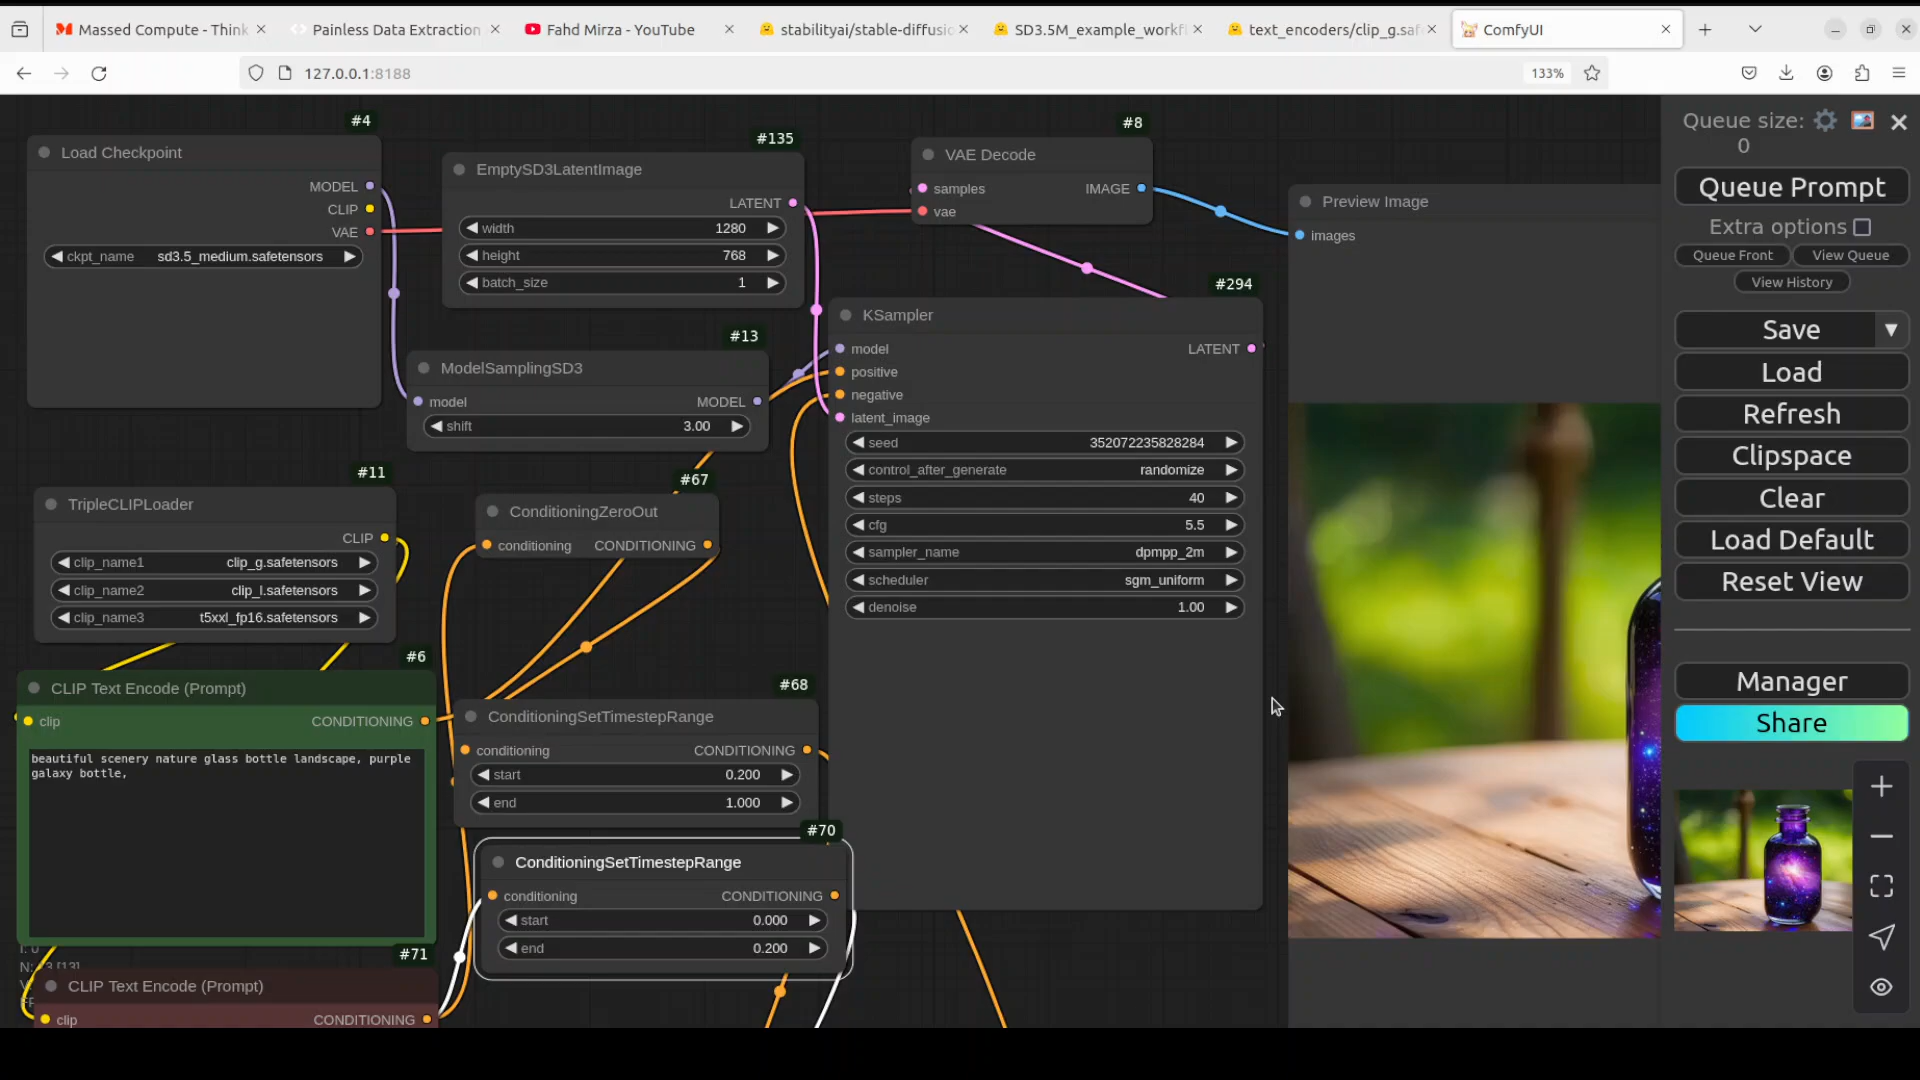 Massed Compute - Think
Painless Data Extraction
Fahd Mirza - YouTube
stabilityai/stable-diffusio
SD3.5M_example_workf
text_encoders/clip_g.saf
ComfyUI
127.0.0.1:8188
133%
#4
Load Checkpoint
MODEL
CLIP
VAE
ckpt_name sd3.5_medium.safetensors
#135
EmptySD3LatentImage
LATENT
width 1280
height 768
batch_size 1
#8
VAE Decode
samples IMAGE
vae
Preview Image
images
#13
ModelSamplingSD3
model MODEL
shift 3.00
#294
KSampler
model LATENT
positive
negative
latent_image
seed 352072235828284
control_after_generate randomize
steps 40
cfg 5.5
sampler_name dpmpp_2m
scheduler sgm_uniform
denoise 1.00
#11
TripleCLIPLoader
CLIP
clip_name1 clip_g.safetensors
clip_name2 clip_l.safetensors
clip_name3 t5xxl_fp16.safetensors
#67
ConditioningZeroOut
conditioning CONDITIONING
#6
CLIP Text Encode (Prompt)
clip CONDITIONING
beautiful scenery nature glass bottle landscape, purple
galaxy bottle,
#68
ConditioningSetTimestepRange
conditioning CONDITIONING
start 0.200
end 1.000
#70
ConditioningSetTimestepRange
conditioning CONDITIONING
start 0.000
end 0.200
#71
CLIP Text Encode (Prompt)
clip CONDITIONING
Queue size:
0
Queue Prompt
Extra options
Queue Front View Queue
View History
Save
Load
Refresh
Clipspace
Clear
Load Default
Reset View
Manager
Share